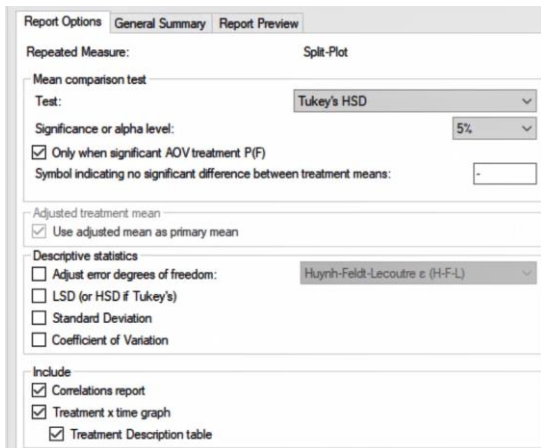 Report Options General Summary Report Preview
Repeated Measure: Split-Plot
Mean comparison test
Test: Tukey's HSD
Significance or alpha level: 5%
Only when significant AOV treatment P(F)
Symbol indicating no significant difference between treatment means: -
Adjusted treatment mean
Use adjusted mean as primary mean
Descriptive statistics
Adjust error degrees of freedom: Huynh-Feldt-Lecoutre ε (H-F-L)
LSD (or HSD if Tukey's)
Standard Deviation
Coefficient of Variation
Include
Correlations report
Treatment x time graph
Treatment Description table